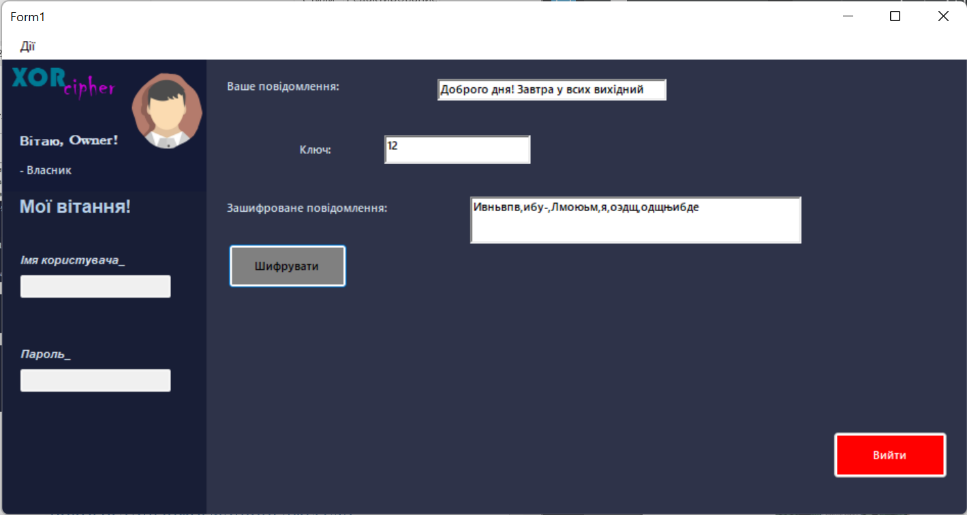 Form1
Дії
XOR
cipher
Вітаю, Owner!
- Власник
Мої вітання!
Імя користувача_
Пароль_
Ваше повідомлення:
Доброго дня! Завтра у всих вихідний
Ключ:
12
Зашифроване повідомлення:
Ивньвпв,ибу-,Лмоюьм,я,оэдщ,одщњибде
Шифрувати
Вийти